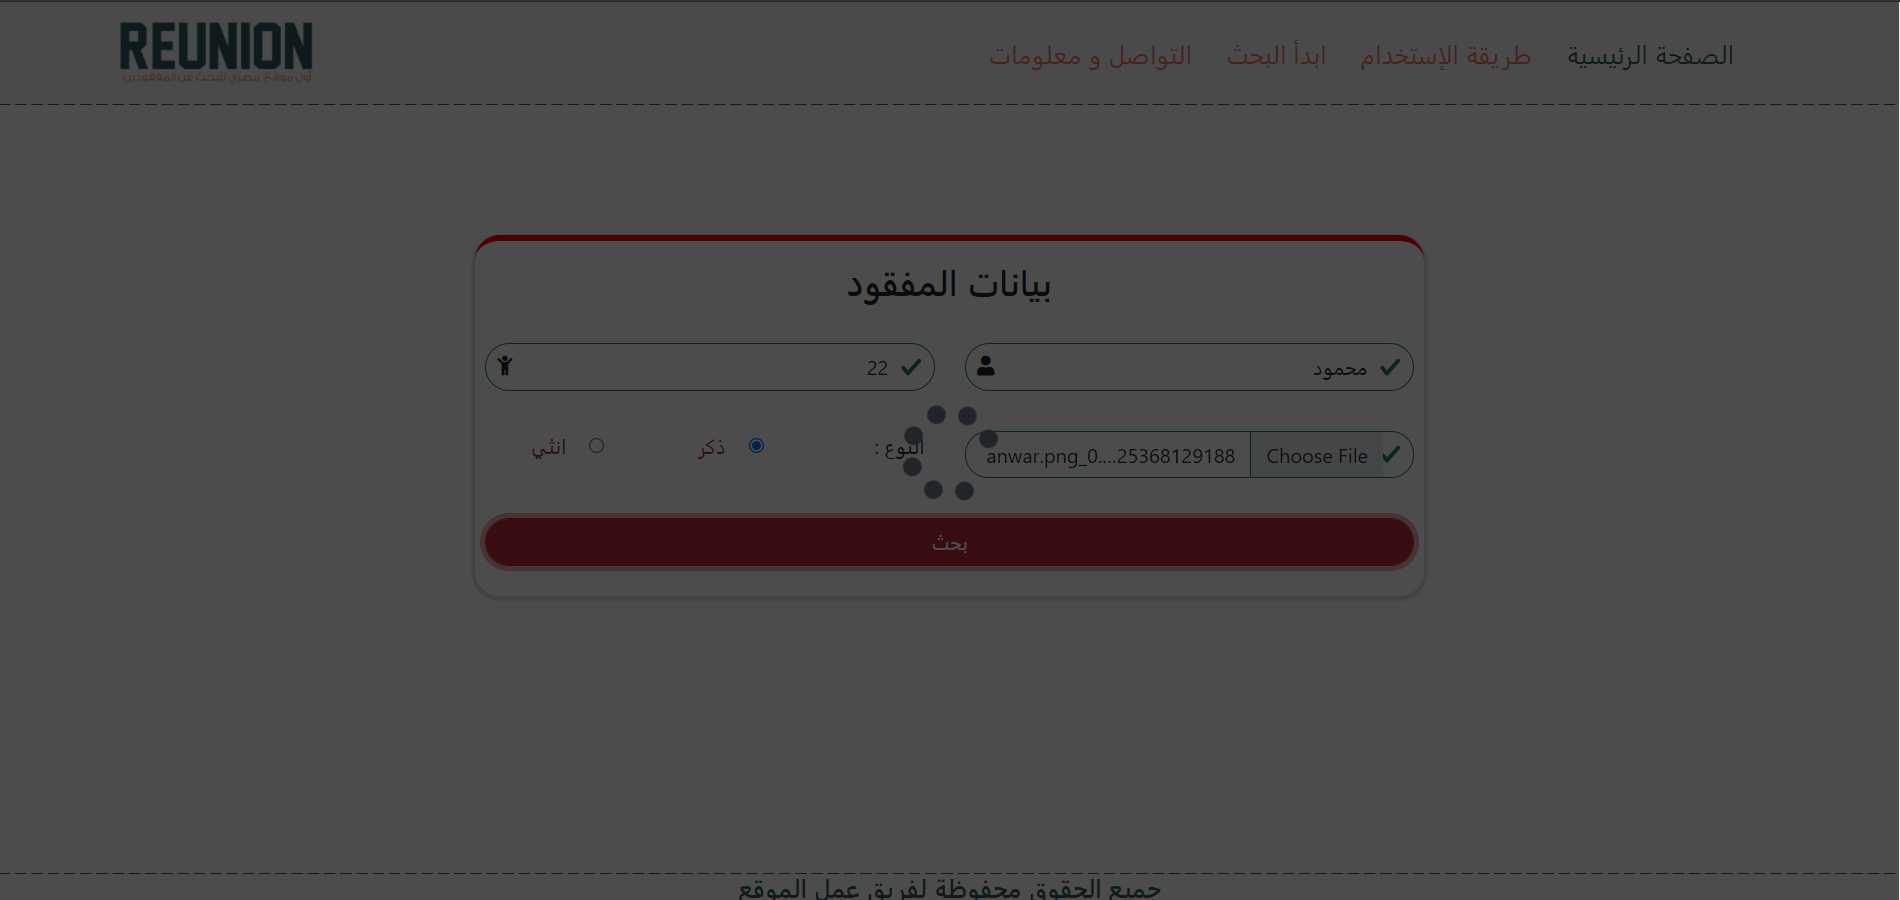 REUNION
أول موقع مصري للبحث عن المفقودين
الصفحة الرئيسية
طريقة الإستخدام
ابدأ البحث
التواصل و معلومات
بيانات المفقود
محمود
22
Choose File
anwar.png_0....25368129188
النوع :
ذكر
انثي
بحث
جميع الحقوق محفوظة لفريق عمل الموقع